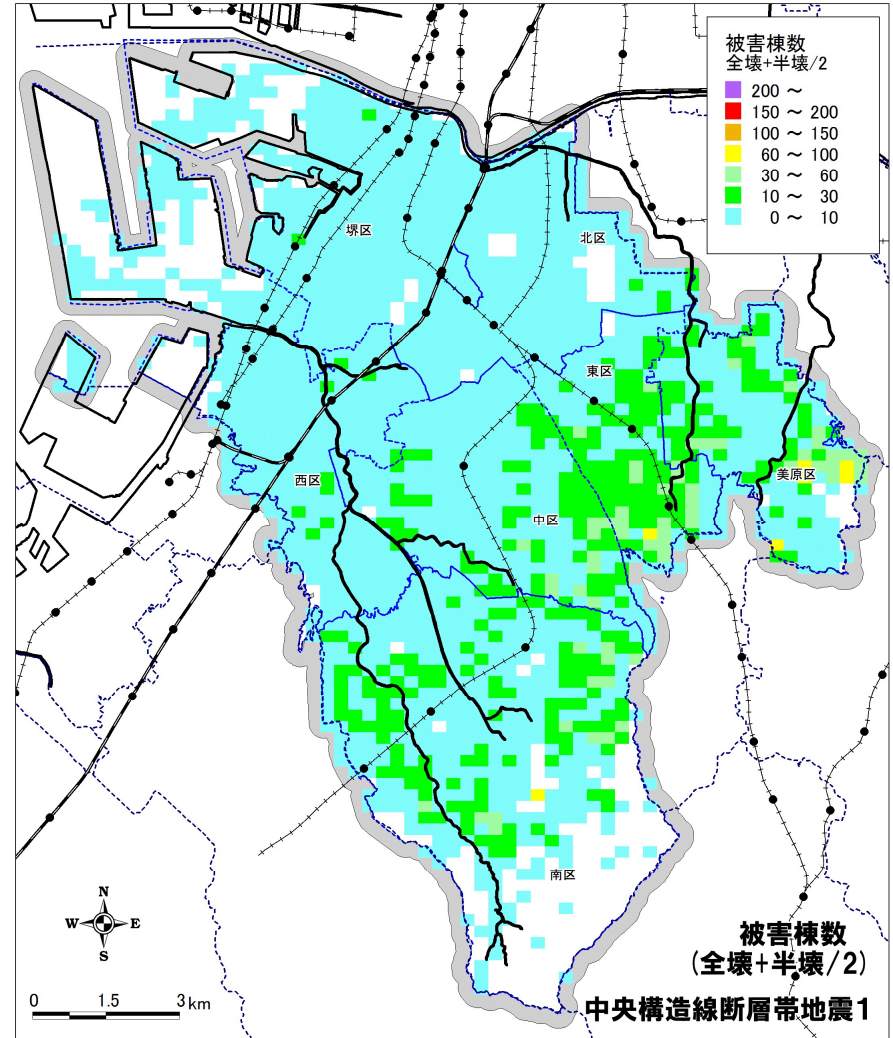 被害棟数
全壊+半壊/2
200 ～
150 ～ 200
100 ～ 150
60 ～ 100
30 ～ 60
10 ～ 30
0 ～ 10
堺区
北区
東区
美原区
西区
中区
南区
N
W E
S
0 1.5 3 km
被害棟数
(全壊+半壊/2)
中央構造線断層帯地震1